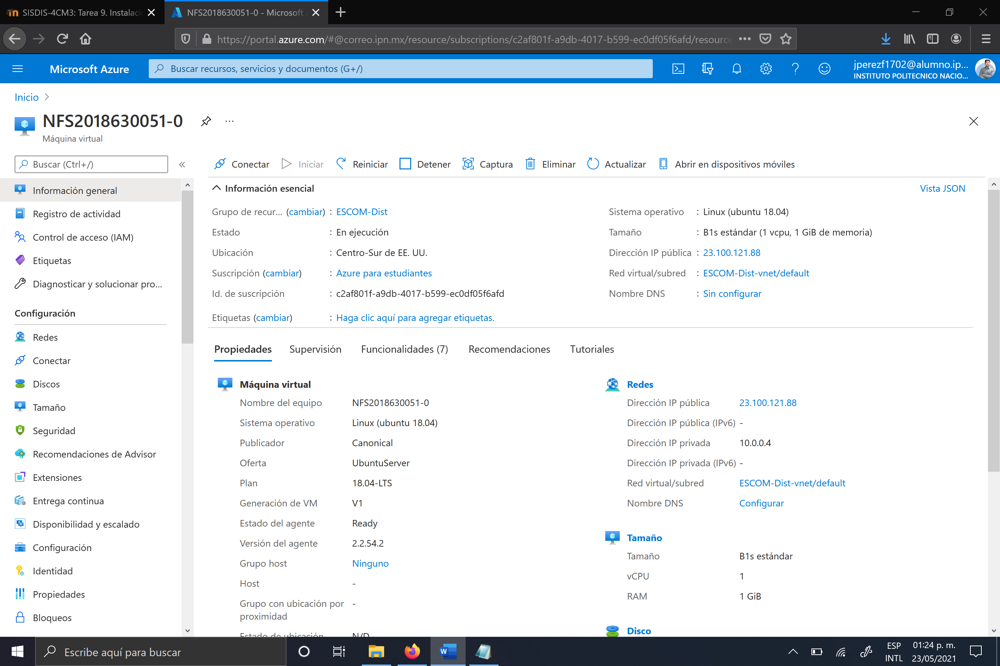 SISDIS-4CM3: Tarea 9. Instalaci
NFS2018630051-0 - Microsoft
https://portal.azure.com/#@correo.ipn.mx/resource/subscriptions/c2af801f-a9db-4017-b599-ec0df05f6afd/resource
Microsoft Azure
Buscar recursos, servicios y documentos (G+/)
jperezf1702@alumno.ip...
INSTITUTO POLITECNICO NACIO...
Inicio
NFS2018630051-0
Máquina virtual
Buscar (Ctrl+/)
Conectar Iniciar Reiniciar Detener Captura Eliminar Actualizar Abrir en dispositivos móviles
Información general
Registro de actividad
Control de acceso (IAM)
Etiquetas
Diagnosticar y solucionar pro...
Configuración
Redes
Conectar
Discos
Tamaño
Seguridad
Recomendaciones de Advisor
Extensiones
Entrega continua
Disponibilidad y escalado
Configuración
Identidad
Propiedades
Bloqueos
Información esencial
Vista JSON
Grupo de recur... (cambiar) : ESCOM-Dist
Estado : En ejecución
Ubicación : Centro-Sur de EE. UU.
Suscripción (cambiar) : Azure para estudiantes
Id. de suscripción : c2af801f-a9db-4017-b599-ec0df05f6afd
Etiquetas (cambiar) : Haga clic aquí para agregar etiquetas.
Sistema operativo : Linux (ubuntu 18.04)
Tamaño : B1s estándar (1 vcpu, 1 GiB de memoria)
Dirección IP pública : 23.100.121.88
Red virtual/subred : ESCOM-Dist-vnet/default
Nombre DNS : Sin configurar
Propiedades Supervisión Funcionalidades (7) Recomendaciones Tutoriales
Máquina virtual
Nombre del equipo NFS2018630051-0
Sistema operativo Linux (ubuntu 18.04)
Publicador Canonical
Oferta UbuntuServer
Plan 18.04-LTS
Generación de VM V1
Estado del agente Ready
Versión del agente 2.2.54.2
Grupo host Ninguno
Host -
Grupo con ubicación por -
proximidad
Estado de ubicación N/D
Redes
Dirección IP pública 23.100.121.88
Dirección IP pública (IPv6) -
Dirección IP privada 10.0.0.4
Dirección IP privada (IPv6) -
Red virtual/subred ESCOM-Dist-vnet/default
Nombre DNS Configurar
Tamaño
Tamaño B1s estándar
vCPU 1
RAM 1 GiB
Disco
Escribe aquí para buscar
ESP
INTL
01:24 p. m.
23/05/2021